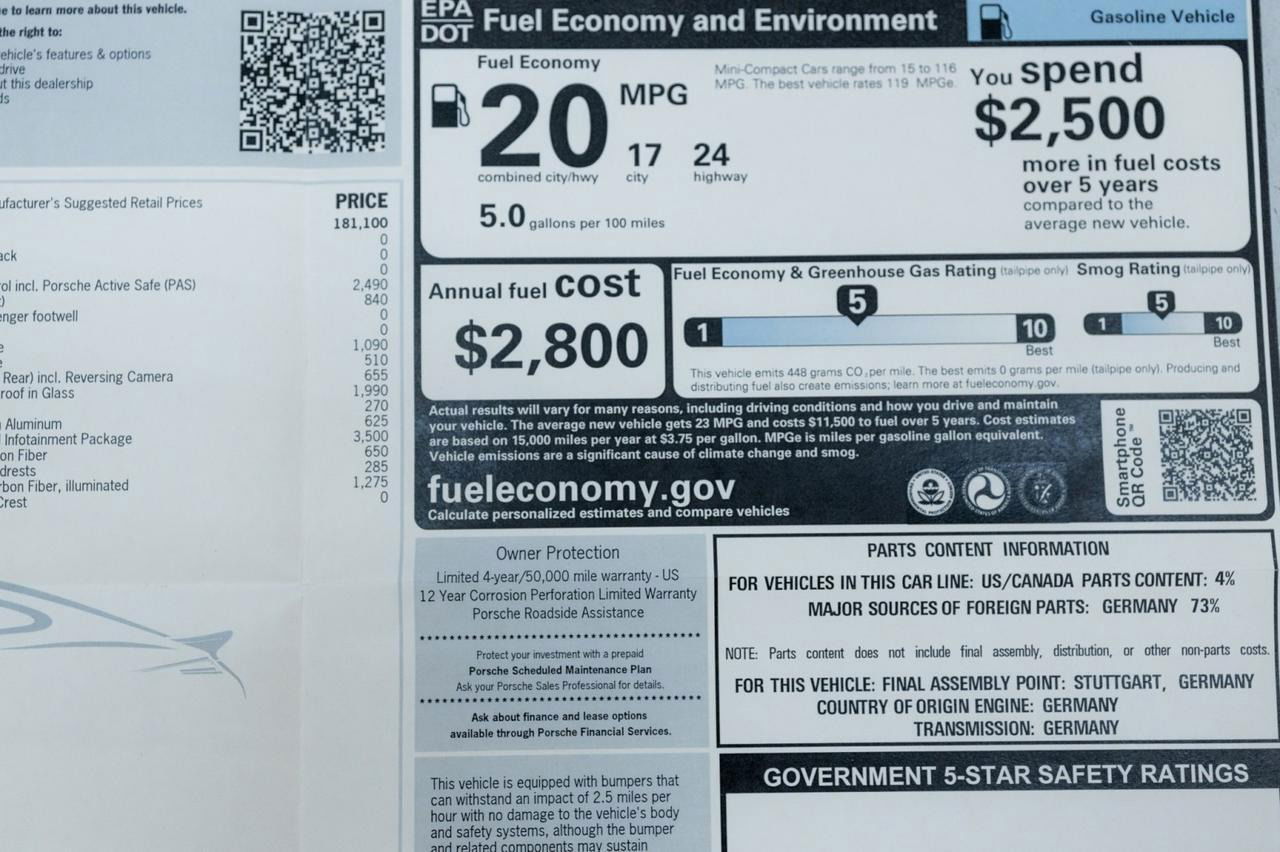 e to learn more about this vehicle.
the right to:
ehicle's features & options
drive
ut this dealership
ds
ufacturer's Suggested Retail Prices PRICE
181,100
0
ack 0
0
ol incl. Porsche Active Safe (PAS) 2,490
) 840
enger footwell 0
0
e 1,090
e 510
Rear) incl. Reversing Camera 655
roof in Glass 1,990
270
Aluminum 625
Infotainment Package 3,500
on Fiber 650
drests 285
rbon Fiber, illuminated 1,275
Crest 0
EPA
DOT Fuel Economy and Environment
Gasoline Vehicle
Fuel Economy
20 MPG
17 24
combined city/hwy city highway
5.0 gallons per 100 miles
Mini-Compact Cars range from 15 to 116
MPG. The best vehicle rates 119 MPGe.
You spend
$2,500
more in fuel costs
over 5 years
compared to the
average new vehicle.
Annual fuel cost
$2,800
Fuel Economy & Greenhouse Gas Rating (tailpipe only) Smog Rating (tailpipe only)
5
1 10
Best
5
1 10
Best
This vehicle emits 448 grams CO2 per mile. The best emits 0 grams per mile (tailpipe only). Producing and
distributing fuel also create emissions; learn more at fueleconomy.gov.
Actual results will vary for many reasons, including driving conditions and how you drive and maintain
your vehicle. The average new vehicle gets 23 MPG and costs $11,500 to fuel over 5 years. Cost estimates
are based on 15,000 miles per year at $3.75 per gallon. MPGe is miles per gasoline gallon equivalent.
Vehicle emissions are a significant cause of climate change and smog.
fueleconomy.gov
Calculate personalized estimates and compare vehicles
Smartphone
QR Code™
Owner Protection
Limited 4-year/50,000 mile warranty - US
12 Year Corrosion Perforation Limited Warranty
Porsche Roadside Assistance
Protect your investment with a prepaid
Porsche Scheduled Maintenance Plan
Ask your Porsche Sales Professional for details.
Ask about finance and lease options
available through Porsche Financial Services.
This vehicle is equipped with bumpers that
can withstand an impact of 2.5 miles per
hour with no damage to the vehicle's body
and safety systems, although the bumper
and related components may sustain
PARTS CONTENT INFORMATION
FOR VEHICLES IN THIS CAR LINE: US/CANADA PARTS CONTENT: 4%
MAJOR SOURCES OF FOREIGN PARTS: GERMANY 73%
NOTE: Parts content does not include final assembly, distribution, or other non-parts costs.
FOR THIS VEHICLE: FINAL ASSEMBLY POINT: STUTTGART, GERMANY
COUNTRY OF ORIGIN ENGINE: GERMANY
TRANSMISSION: GERMANY
GOVERNMENT 5-STAR SAFETY RATINGS